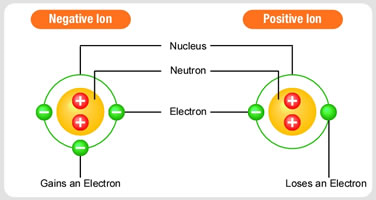 Negative Ion
Positive Ion
Nucleus
Neutron
Electron
+
+
−
−
−
+
+
−
Gains an Electron
Loses an Electron